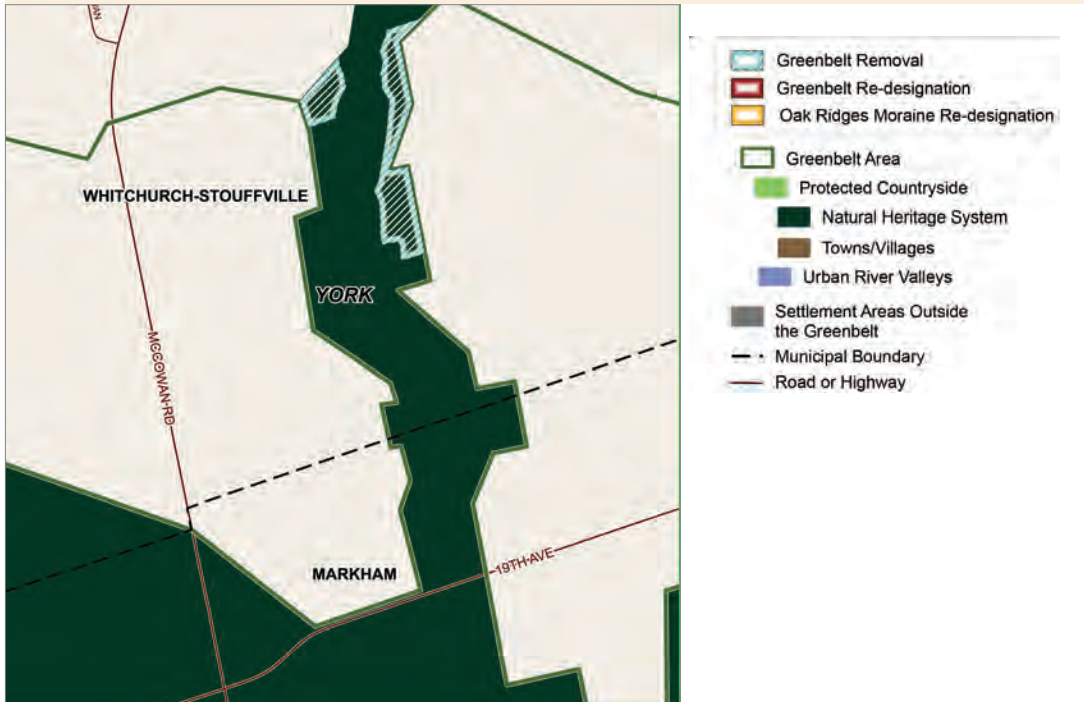 WHITCHURCH-STOUFFVILLE
YORK
MCCOWAN RD
MARKHAM
19TH AVE
Greenbelt Removal
Greenbelt Re-designation
Oak Ridges Moraine Re-designation
Greenbelt Area
Protected Countryside
Natural Heritage System
Towns/Villages
Urban River Valleys
Settlement Areas Outside
the Greenbelt
Municipal Boundary
Road or Highway